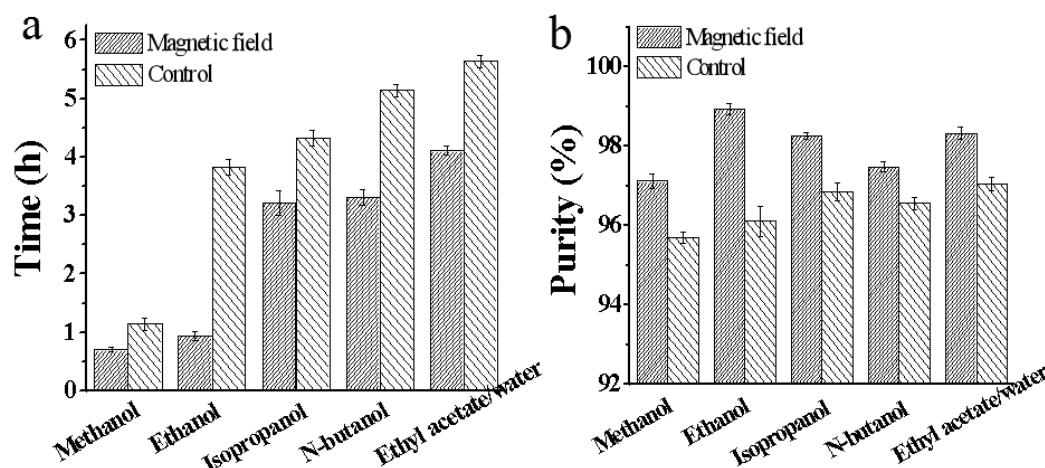 a
Magnetic field
Control
Time (h)
6
5
4
3
2
1
0
Methanol
Ethanol
Isopropanol
N-butanol
Ethyl acetate/water
b
Magnetic field
Control
Purity (%)
100
98
96
94
92
Methanol
Ethanol
Isopropanol
N-butanol
Ethyl acetate/water